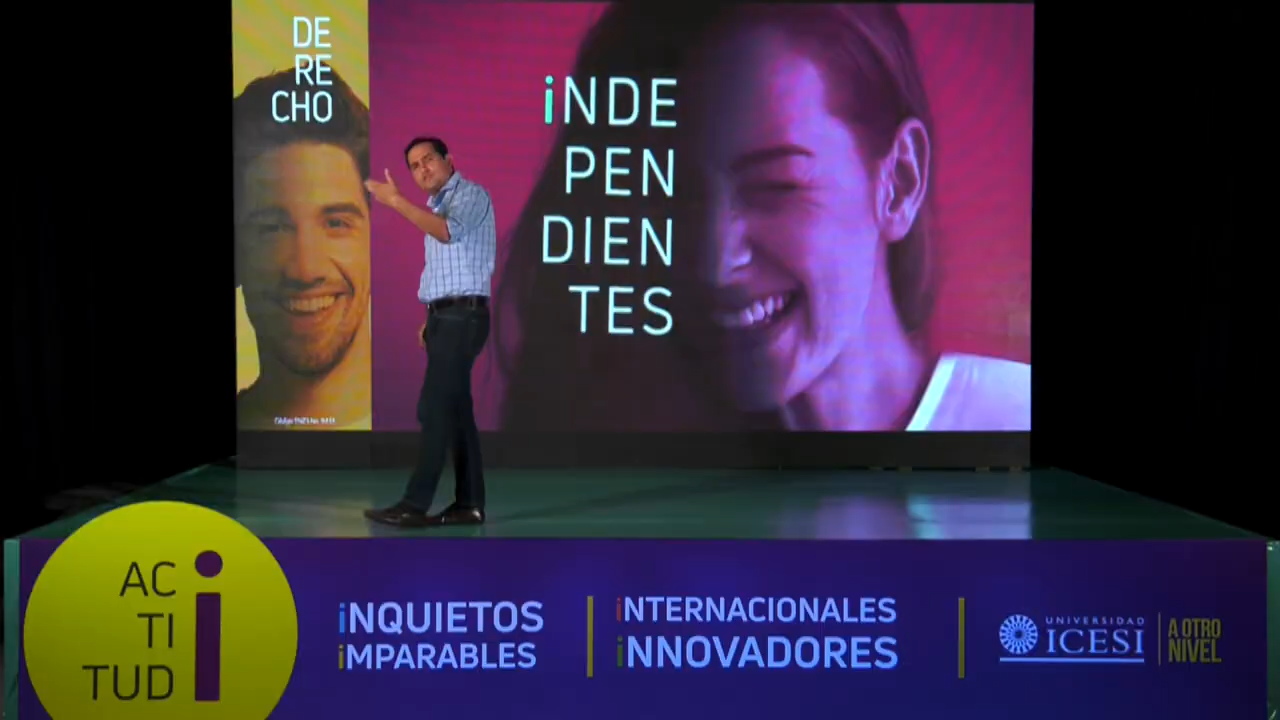 DE
RE
CHO
iNDE
PEN
DIEN
TES
AC
TI
TUD
i
iNQUIETOS
iMPARABLES
iNTERNACIONALES
iNNOVADORES
UNIVERSIDAD
ICESI
A OTRO
NIVEL